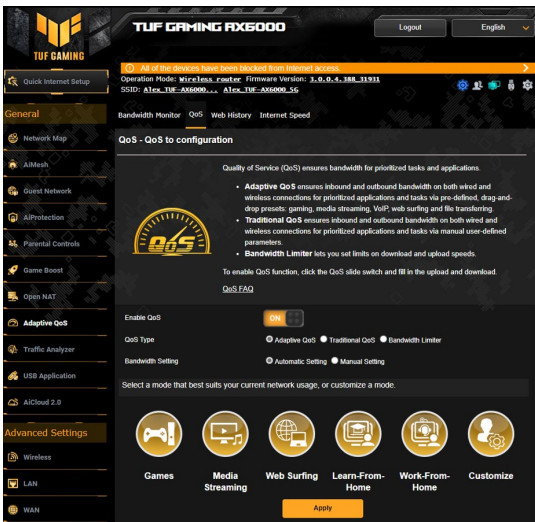 TUF GAMING AX6000
Logout
English
TUF GAMING
All of the devices have been blocked from Internet access.
Quick Internet Setup
Operation Mode: Wireless router Firmware Version: 3.0.0.4.388_31931
SSID: Alex_TUF-AX6000... Alex_TUF-AX6000_5G
General
Bandwidth Monitor QoS Web History Internet Speed
Network Map
AiMesh
Guest Network
AiProtection
Parental Controls
Game Boost
Open NAT
Adaptive QoS
Traffic Analyzer
USB Application
AiCloud 2.0
Advanced Settings
Wireless
LAN
WAN
QoS - QoS to configuration
QoS
Quality of Service (QoS) ensures bandwidth for prioritized tasks and applications.
Adaptive QoS ensures inbound and outbound bandwidth on both wired and
wireless connections for prioritized applications and tasks via pre-defined, drag-and-
drop presets: gaming, media streaming, VoIP, web surfing and file transferring.
Traditional QoS ensures inbound and outbound bandwidth on both wired and
wireless connections for prioritized applications and tasks via manual user-defined
parameters.
Bandwidth Limiter lets you set limits on download and upload speeds.
To enable QoS function, click the QoS slide switch and fill in the upload and download.
QoS FAQ
Enable QoS
ON
QoS Type
Adaptive QoS Traditional QoS Bandwidth Limiter
Bandwidth Setting
Automatic Setting Manual Setting
Select a mode that best suits your current network usage, or customize a mode.
Games
Media
Streaming
Web Surfing
Learn-From-
Home
Work-From-
Home
Customize
Apply